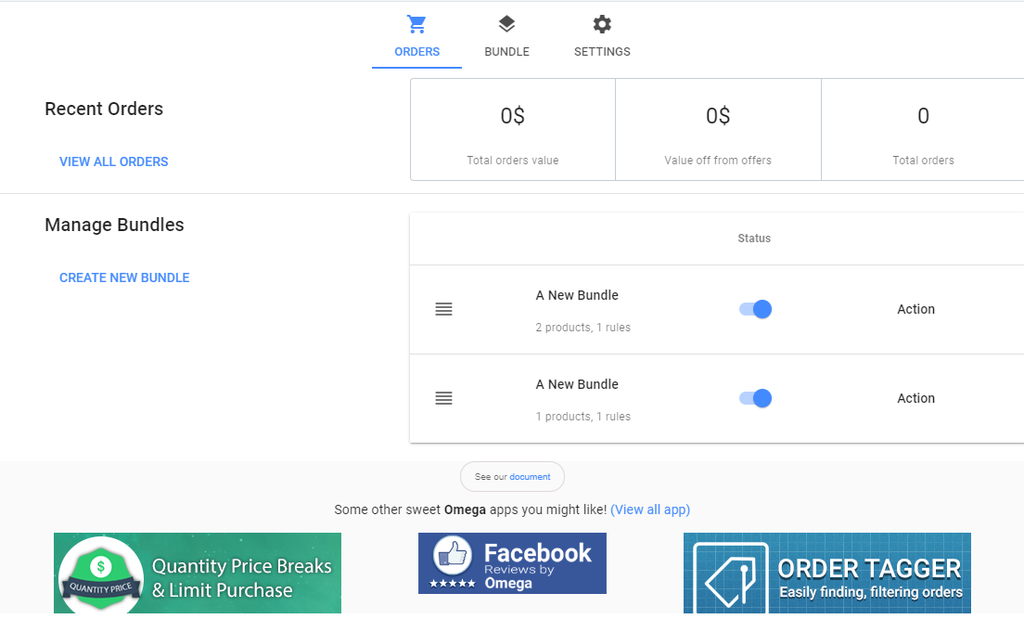 ORDERS
BUNDLE
SETTINGS
Recent Orders
VIEW ALL ORDERS
0$
Total orders value
0$
Value off from offers
0
Total orders
Manage Bundles
CREATE NEW BUNDLE
Status
A New Bundle
2 products, 1 rules
Action
A New Bundle
1 products, 1 rules
Action
See our document
Some other sweet Omega apps you might like! (View all app)
$
QUANTITY PRICE
Quantity Price Breaks
& Limit Purchase
Facebook
Reviews by
Omega
ORDER TAGGER
Easily finding, filtering orders